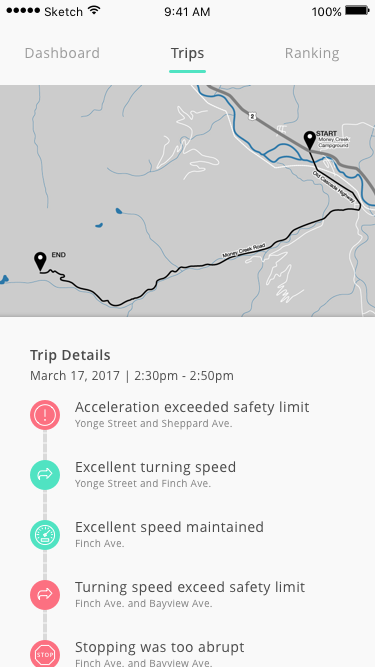 Sketch 9:41 AM 100%
Dashboard Trips Ranking
2
START
Money Creek
Campground
Old Cascade Highway
Money Creek Road
END
Trip Details
March 17, 2017 | 2:30pm - 2:50pm
Acceleration exceeded safety limit
Yonge Street and Sheppard Ave.
Excellent turning speed
Yonge Street and Finch Ave.
Excellent speed maintained
Finch Ave.
Turning speed exceed safety limit
Finch Ave. and Bayview Ave.
STOP
Stopping was too abrupt
Finch Ave. and Bayview Ave.